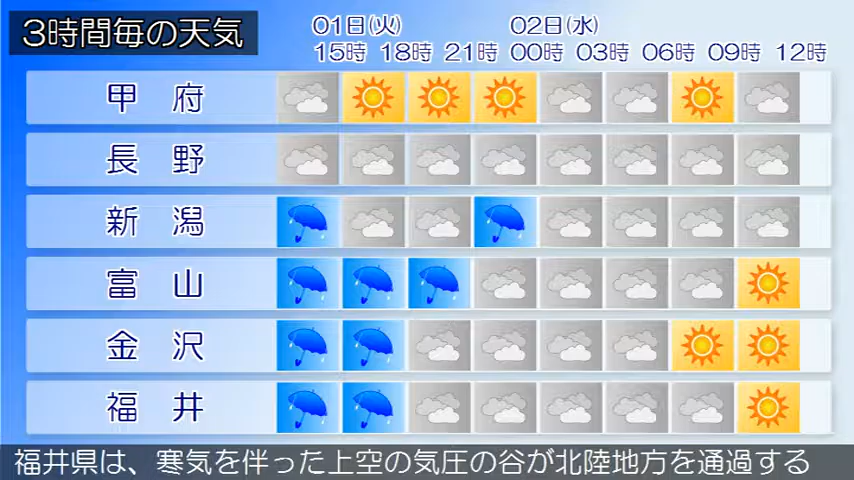 3時間毎の天気
01日(火) 02日(水)
15時 18時 21時 00時 03時 06時 09時 12時
甲 府
長 野
新 潟
富 山
金 沢
福 井
福井県は、寒気を伴った上空の気圧の谷が北陸地方を通過する